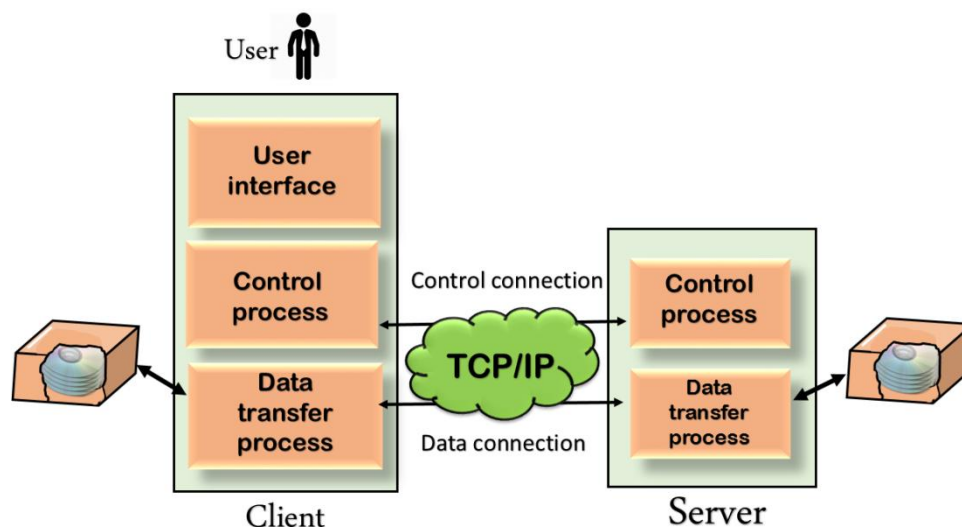 User
User
interface
Control
process
Data
transfer
process
Client
Control connection
TCP/IP
Data connection
Control
process
Data
transfer
process
Server